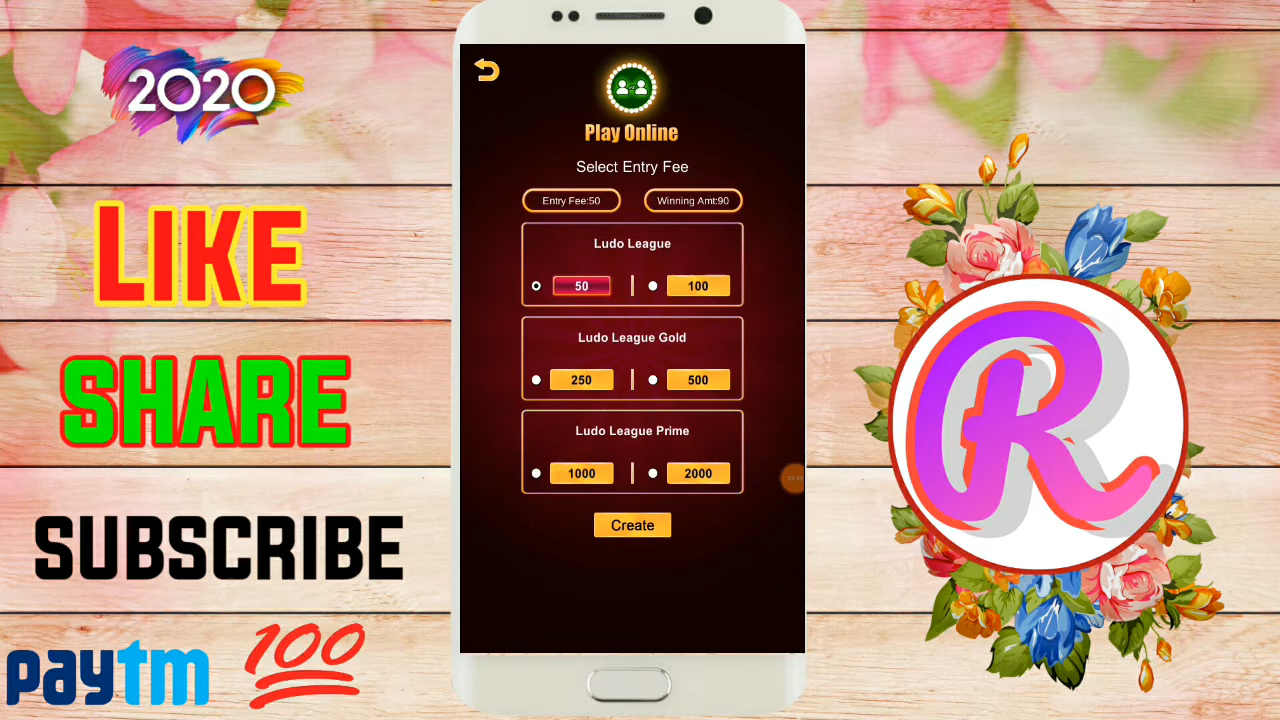 2020
LIKE
SHARE
SUBSCRIBE
paytm
100
Play Online
Select Entry Fee
Entry Fee:50
Winning Amt:90
Ludo League
50
100
Ludo League Gold
250
500
Ludo League Prime
1000
2000
Create
R